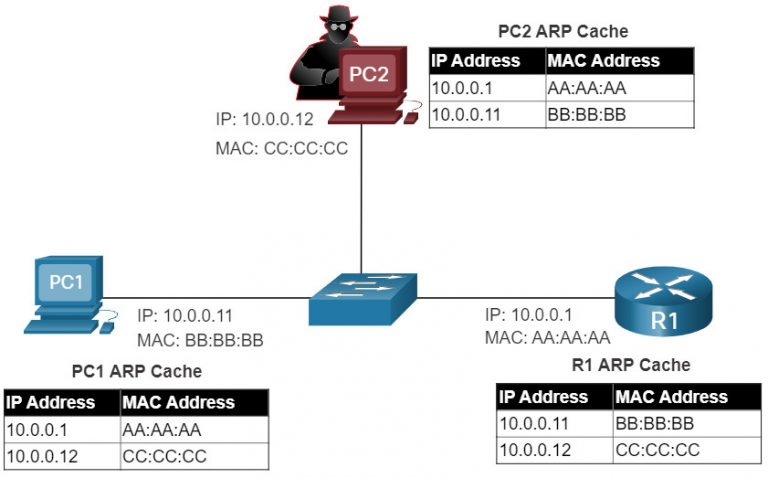 PC2 ARP Cache
PC2
IP Address MAC Address
10.0.0.1 AA:AA:AA
10.0.0.11 BB:BB:BB
IP: 10.0.0.12
MAC: CC:CC:CC
PC1
IP: 10.0.0.11
MAC: BB:BB:BB
IP: 10.0.0.1
MAC: AA:AA:AA
R1
PC1 ARP Cache
IP Address MAC Address
10.0.0.1 AA:AA:AA
10.0.0.12 CC:CC:CC
R1 ARP Cache
IP Address MAC Address
10.0.0.11 BB:BB:BB
10.0.0.12 CC:CC:CC